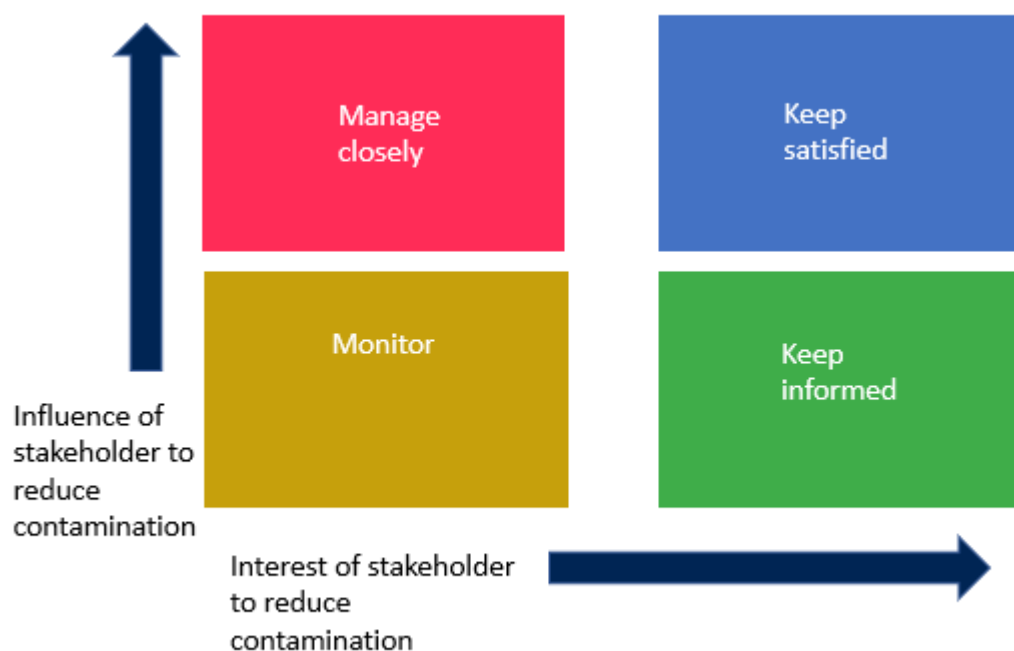 Manage
closely
Keep
satisfied
Monitor
Keep
informed
Influence of
stakeholder to
reduce
contamination
Interest of stakeholder
to reduce
contamination